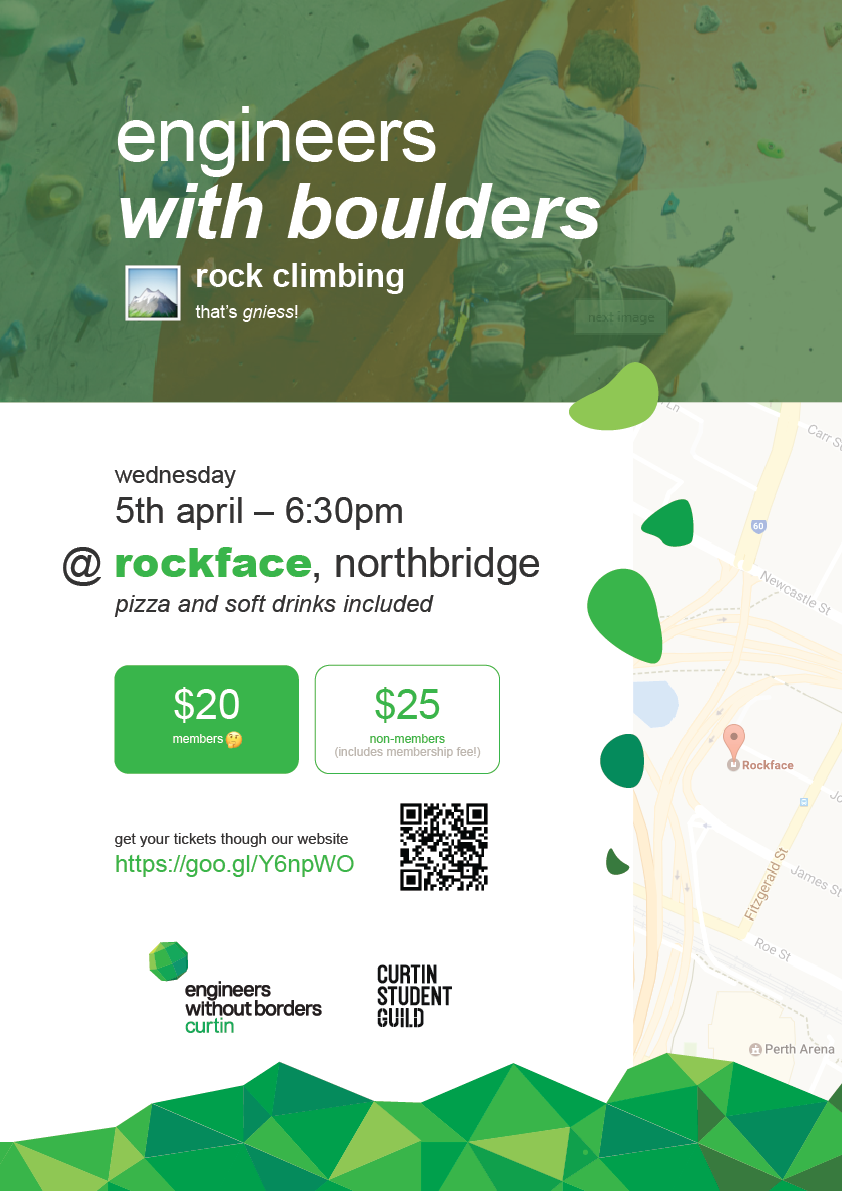 engineers
with boulders
rock climbing
that's gniess!
next image
wednesday
5th april – 6:30pm
@ rockface, northbridge
pizza and soft drinks included
$20
members🤔
$25
non-members
(includes membership fee!)
get your tickets though our website
https://goo.gl/Y6npWO
engineers
without borders
curtin
CURTIN
STUDENT
GUILD
Ln
Carr St
60
Newcastle St
Rockface
James St
Fitzgerald St
Roe St
Perth Arena